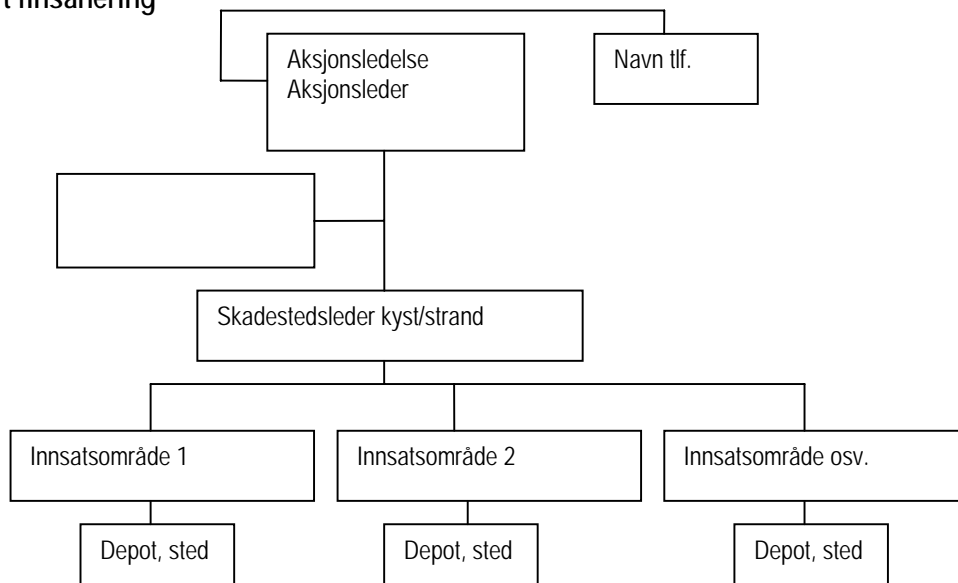 t finsanering
Aksjonsledelse
Aksjonsleder
Navn tlf.
Skadestedsleder kyst/strand
Innsatsområde 1
Innsatsområde 2
Innsatsområde osv.
Depot, sted
Depot, sted
Depot, sted